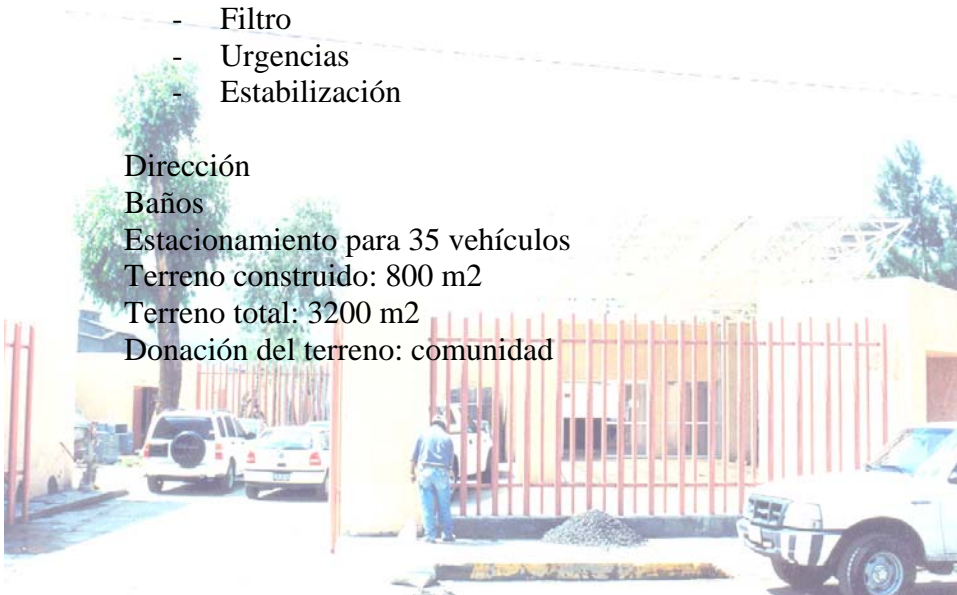 - Filtro
- Urgencias
- Estabilización
Dirección
Baños
Estacionamiento para 35 vehículos
Terreno construido: 800 m2
Terreno total: 3200 m2
Donación del terreno: comunidad